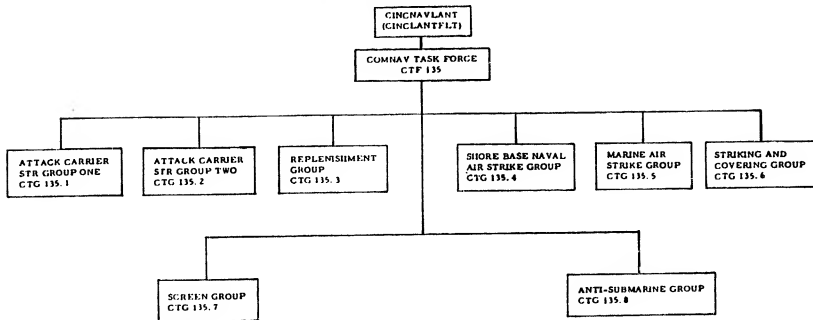 CINCNAVLANT
(CINCLANTFLT)
COMNAV TASK FORCE
CTF 135
ATTACK CARRIER
STR GROUP ONE
CTG 135.1
ATTACK CARRIER
STR GROUP TWO
CTG 135.2
REPLENISHMENT
GROUP
CTG 135.3
SHORE BASE NAVAL
AIR STRIKE GROUP
CTG 135.4
MARINE AIR
STRIKE GROUP
CTG 135.5
STRIKING AND
COVERING GROUP
CTG 135.6
SCREEN GROUP
CTG 135.7
ANTI-SUBMARINE GROUP
CTG 135.8